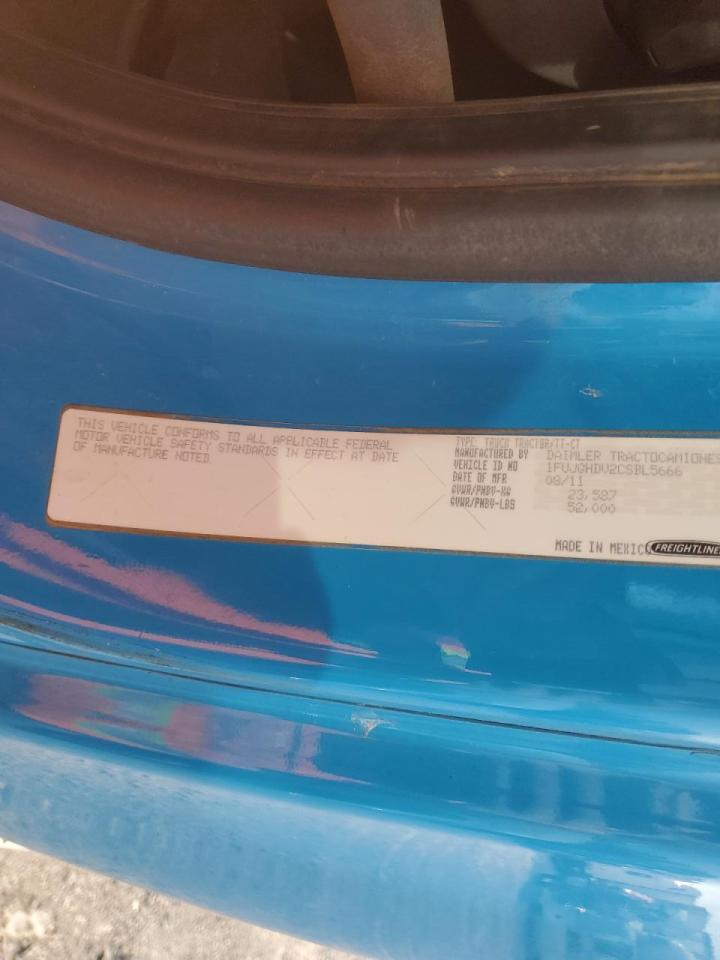 THIS VEHICLE CONFORMS TO ALL APPLICABLE FEDERAL
MOTOR VEHICLE SAFETY STANDARDS IN EFFECT AT DATE
OF MANUFACTURE NOTED.
TYPE: TRUCK TRACTOR/TT-CT
MANUFACTURED BY DAIMLER TRACTOCAMIONES
VEHICLE ID NO 1FUJGHDV2CSBL5666
DATE OF MFR 08/11
GVWR/PNBV-KG 23,587
GVWR/PNBV-LBS 52,000
MADE IN MEXICO FREIGHTLINE